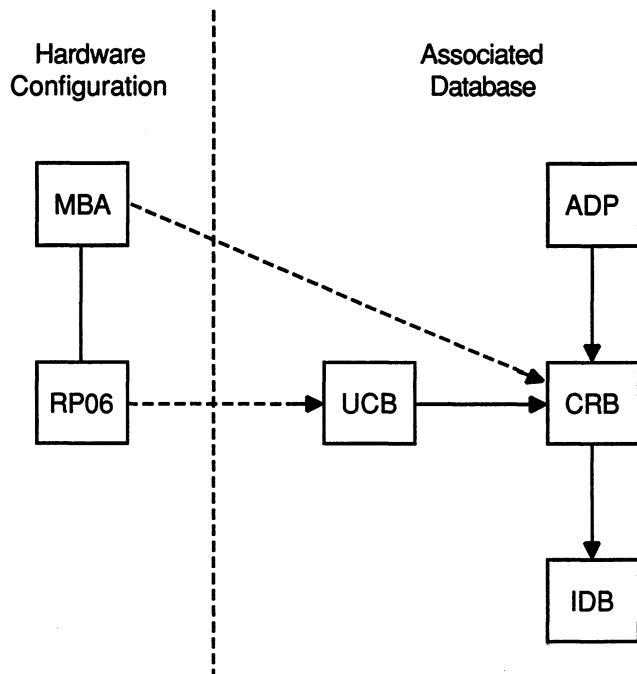 Hardware
Configuration
Associated
Database
MBA
ADP
RP06
UCB
CRB
IDB